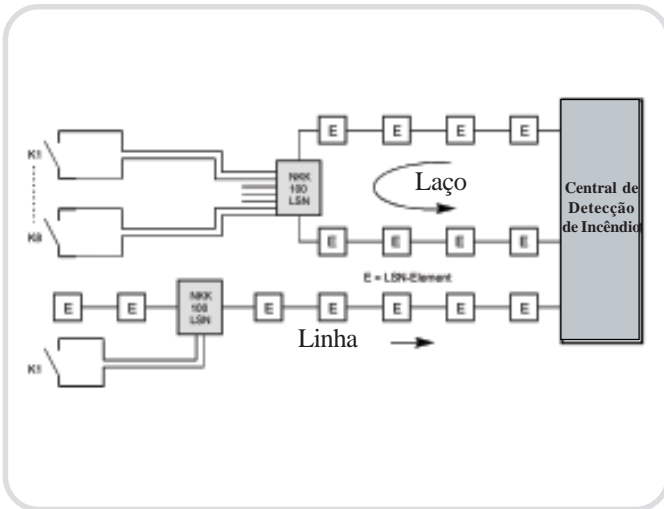 E E E E
K1
NKK
100
LSN
Laço
Central de
Detecção
de Incêndio
K8
E E E E
E = LSN-Element
E E
NKK
100
LSN
E E E E E
Linha
K1